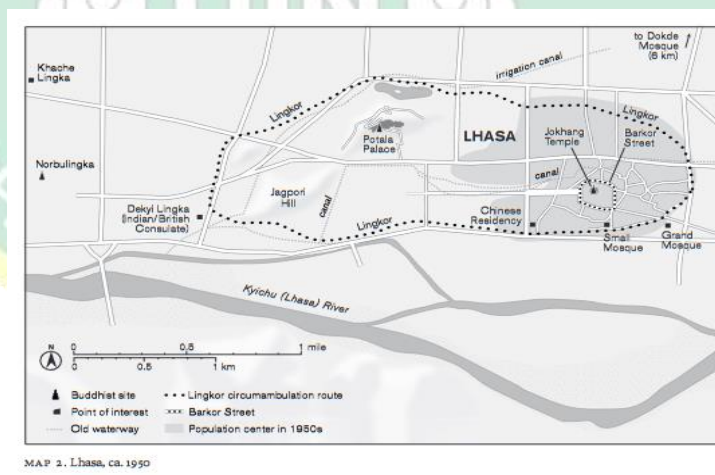 to Dokde
Mosque
(6 km)
Khache
Lingka
irrigation canal
Lingkor
Lingkor
LHASA
Jokhang
Temple
Barkor
Street
Potala
Palace
Norbulingka
canal
Jagpori
Hill
canal
Dekyi Lingka
(Indian/British
Consulate)
Chinese
Residency
Lingkor
Small
Mosque
Grand
Mosque
Kyichu (Lhasa) River
N
0 0.5 1 mile
0 0.5 1 km
Buddhist site
Lingkor circumambulation route
Point of interest
Barkor Street
Old waterway
Population center in 1950s
MAP 2. Lhasa, ca. 1950